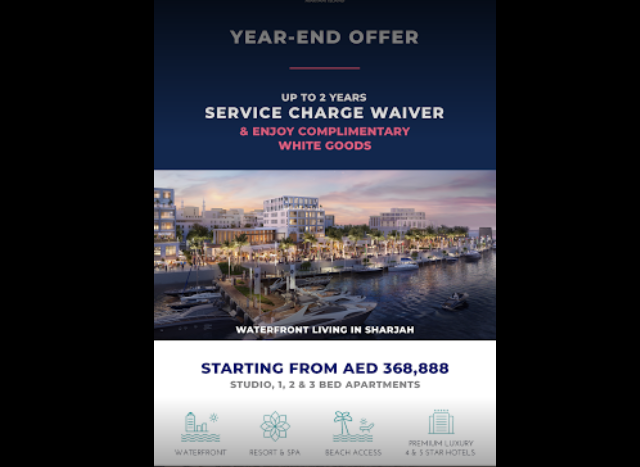 YEAR-END OFFER
UP TO 2 YEARS
SERVICE CHARGE WAIVER
& ENJOY COMPLIMENTARY
WHITE GOODS
WATERFRONT LIVING IN SHARJAH
STARTING FROM AED 368,888
STUDIO, 1, 2 & 3 BED APARTMENTS
WATERFRONT
RESORT & SPA
BEACH ACCESS
PREMIUM LUXURY
4 & 5 STAR HOTELS